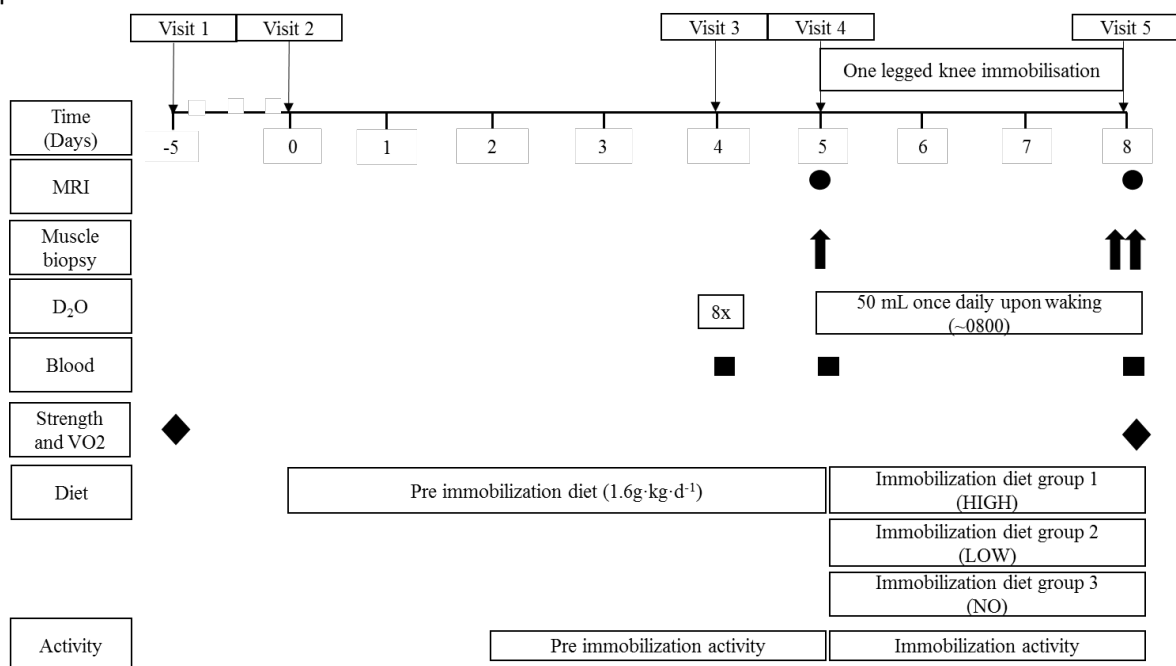 Visit 1
Visit 2
Visit 3
Visit 4
Visit 5
One legged knee immobilisation
Time
(Days)
-5
0
1
2
3
4
5
6
7
8
MRI
Muscle
biopsy
D₂O
8x
50 mL once daily upon waking
(~0800)
Blood
Strength
and VO2
Diet
Pre immobilization diet (1.6g·kg·d⁻¹)
Immobilization diet group 1
(HIGH)
Immobilization diet group 2
(LOW)
Immobilization diet group 3
(NO)
Activity
Pre immobilization activity
Immobilization activity